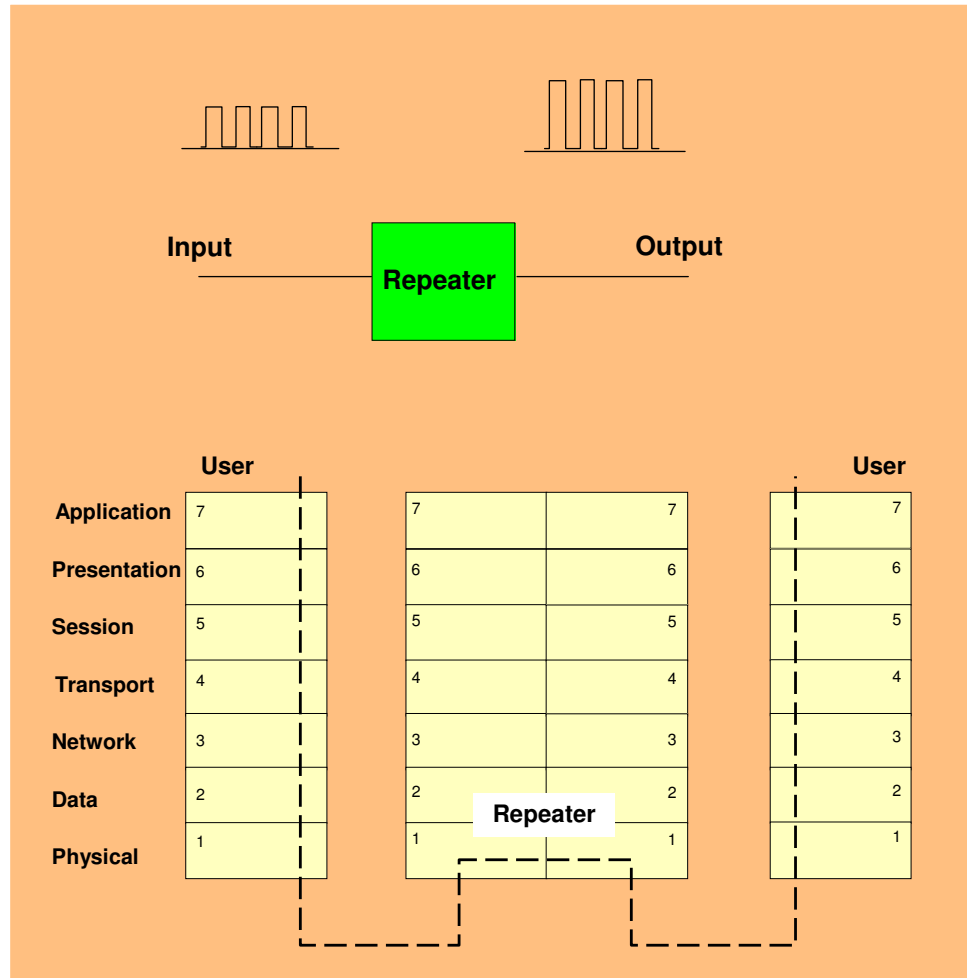 Input
Output
Repeater
User
User
Application 7 7 7 7
Presentation 6 6 6 6
Session 5 5 5 5
Transport 4 4 4 4
Network 3 3 3 3
Data 2 2 2 2
Repeater
Physical 1 1 1 1